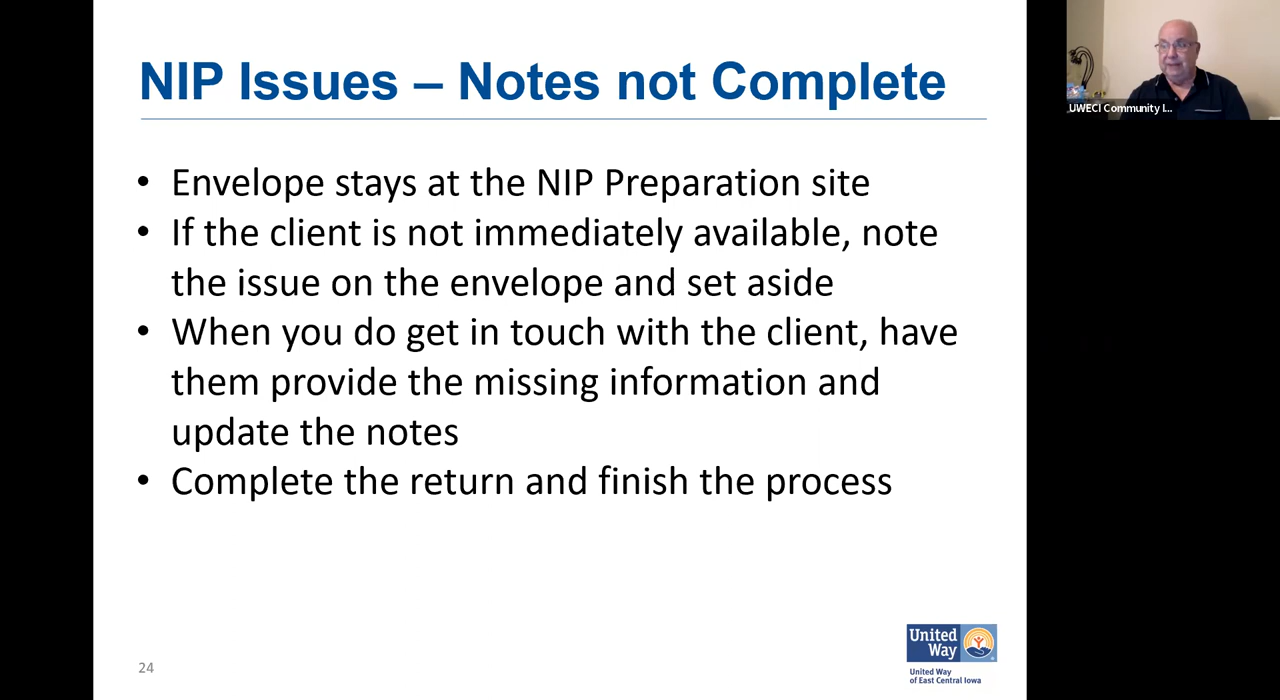 NIP Issues – Notes not Complete
• Envelope stays at the NIP Preparation site
• If the client is not immediately available, note
the issue on the envelope and set aside
• When you do get in touch with the client, have
them provide the missing information and
update the notes
• Complete the return and finish the process
24
United
Way
United Way
of East Central Iowa
UWECI Community I...